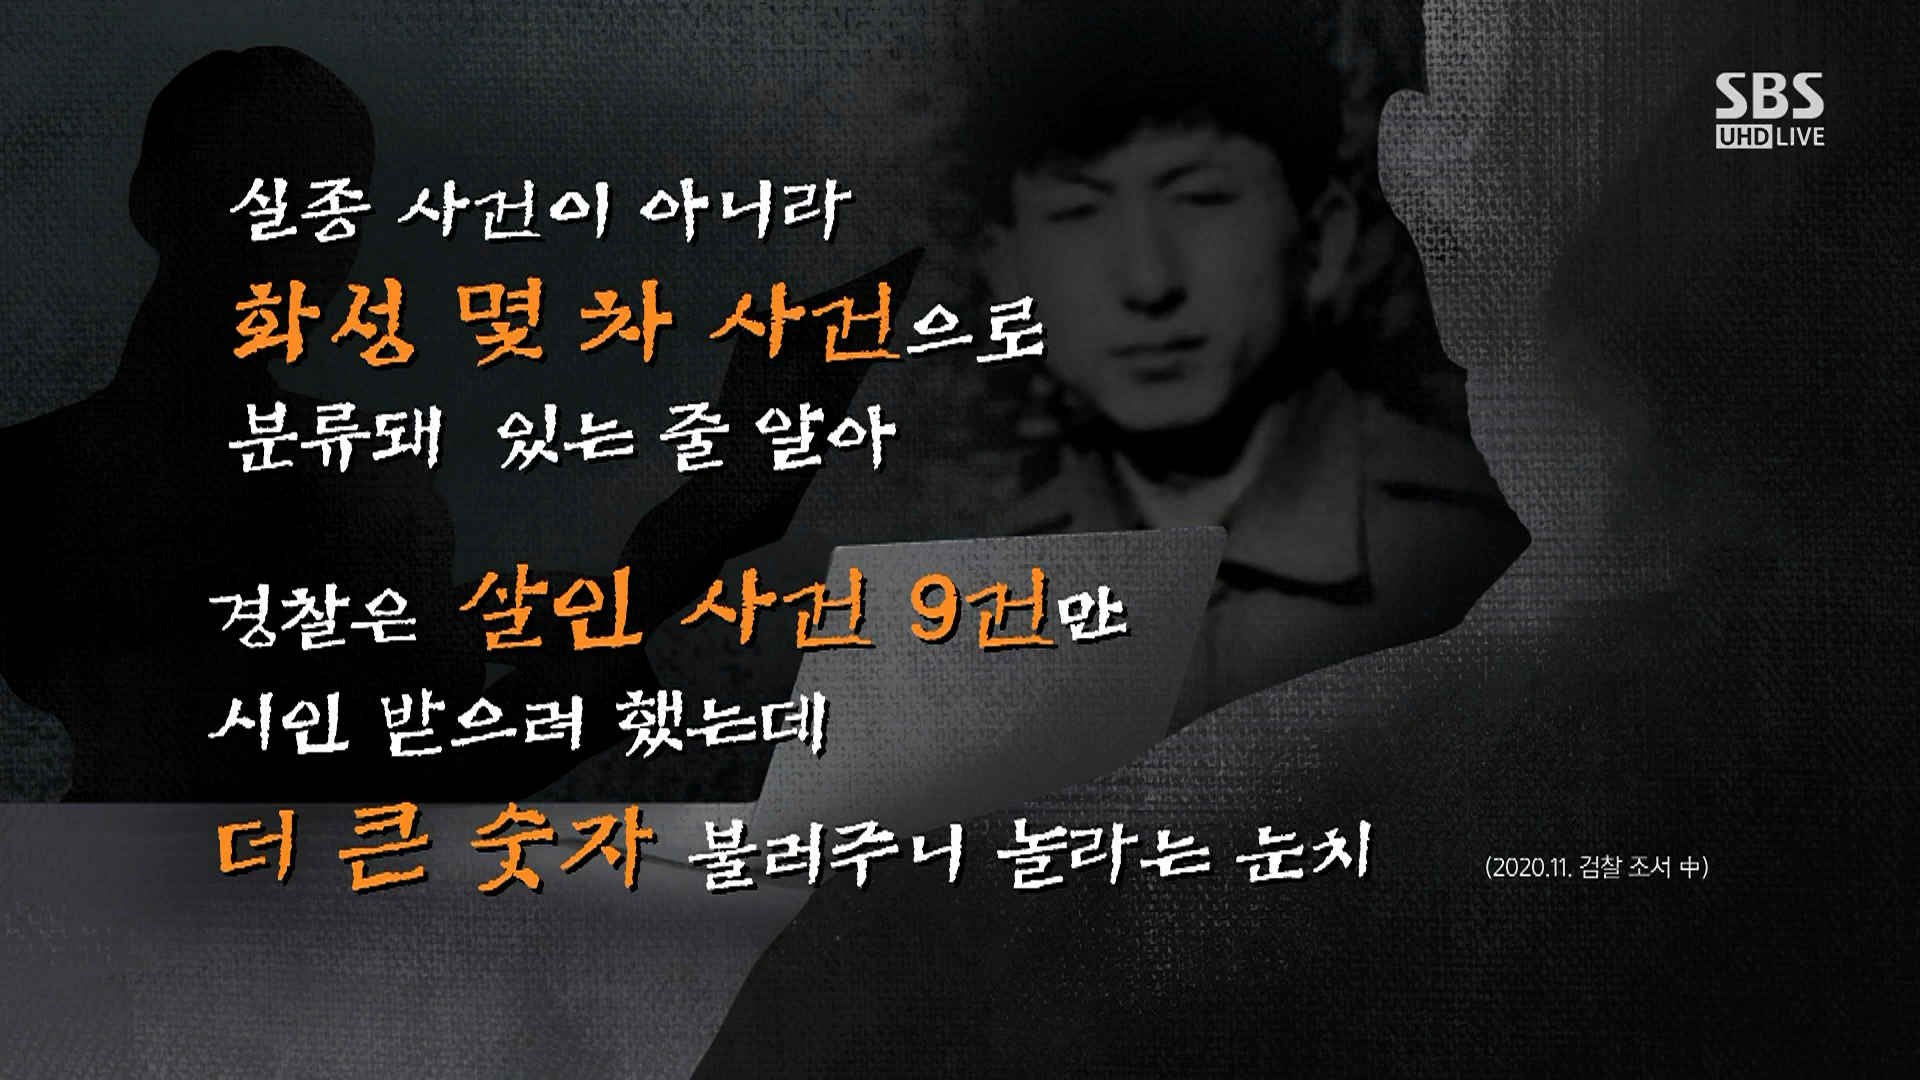 SBS
UHD LIVE
실종 사건이 아니라
화성 몇 차 사건으로
분류돼 있는 줄 알아
경찰은 살인 사건 9건만
시인 받으려 했는데
더 큰 숫자 불러주니 놀라는 눈치
(2020.11. 검찰 조서 中)